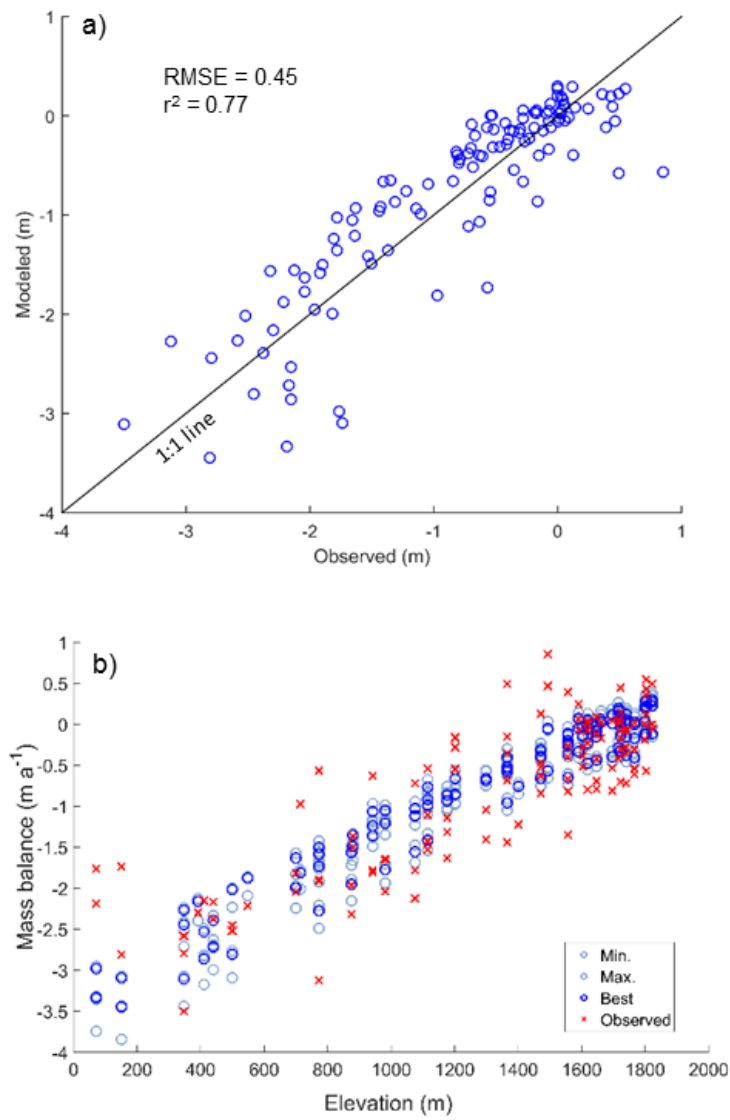 a)
RMSE = 0.45
r² = 0.77
1
0
-1
-2
-3
-4
Modeled (m)
1:1 line
-4 -3 -2 -1 0 1
Observed (m)
b)
1
0.5
0
-0.5
-1
-1.5
-2
-2.5
-3
-3.5
-4
Mass balance (m a⁻¹)
Min.
Max.
Best
Observed
0 200 400 600 800 1000 1200 1400 1600 1800 2000
Elevation (m)